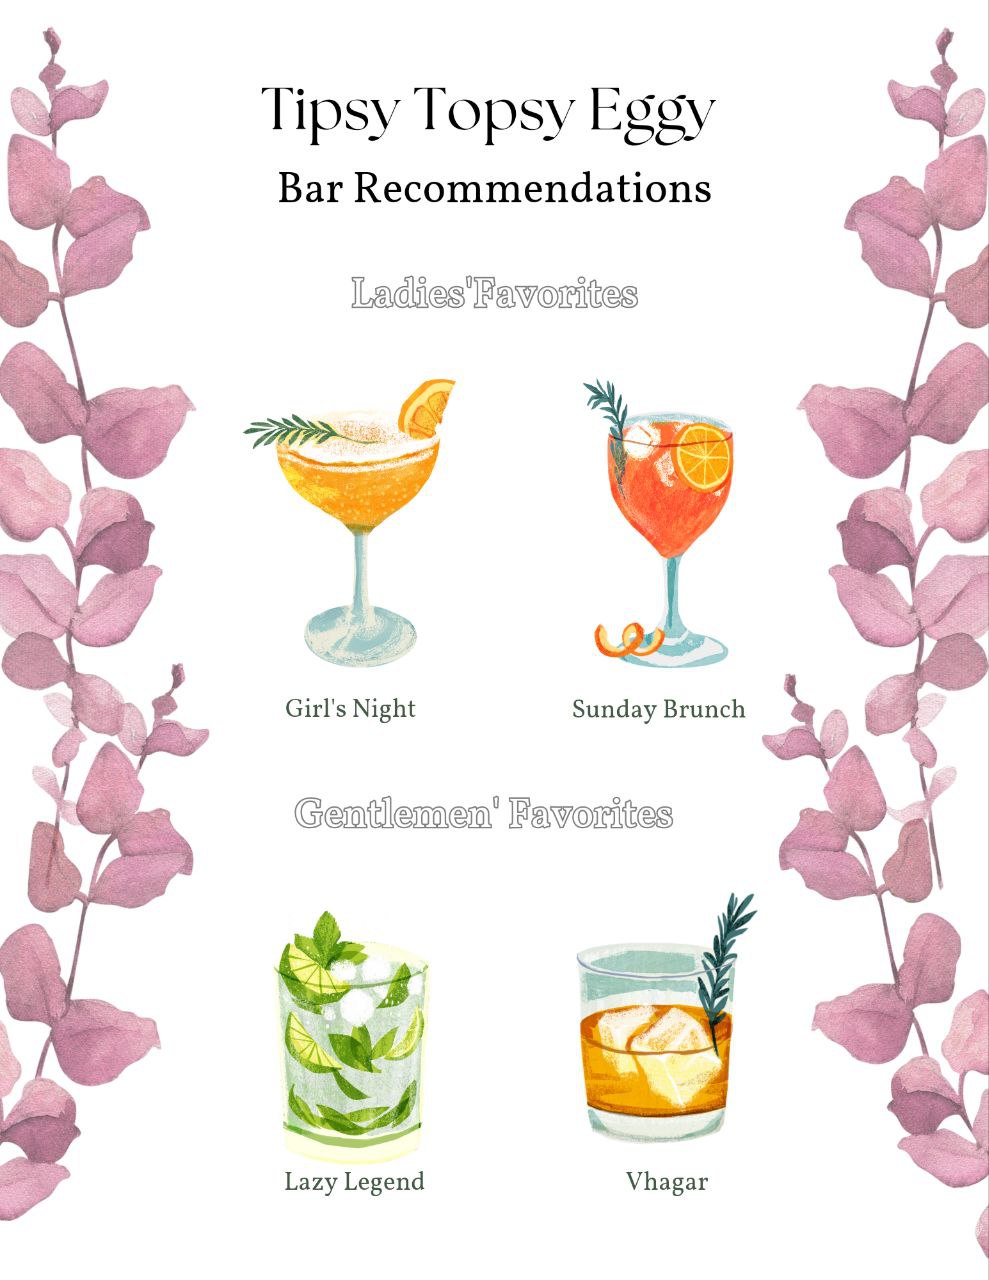 Tipsy Topsy Eggy
Bar Recommendations
Ladies'Favorites
Girl's Night
Sunday Brunch
Gentlemen' Favorites
Lazy Legend
Vhagar